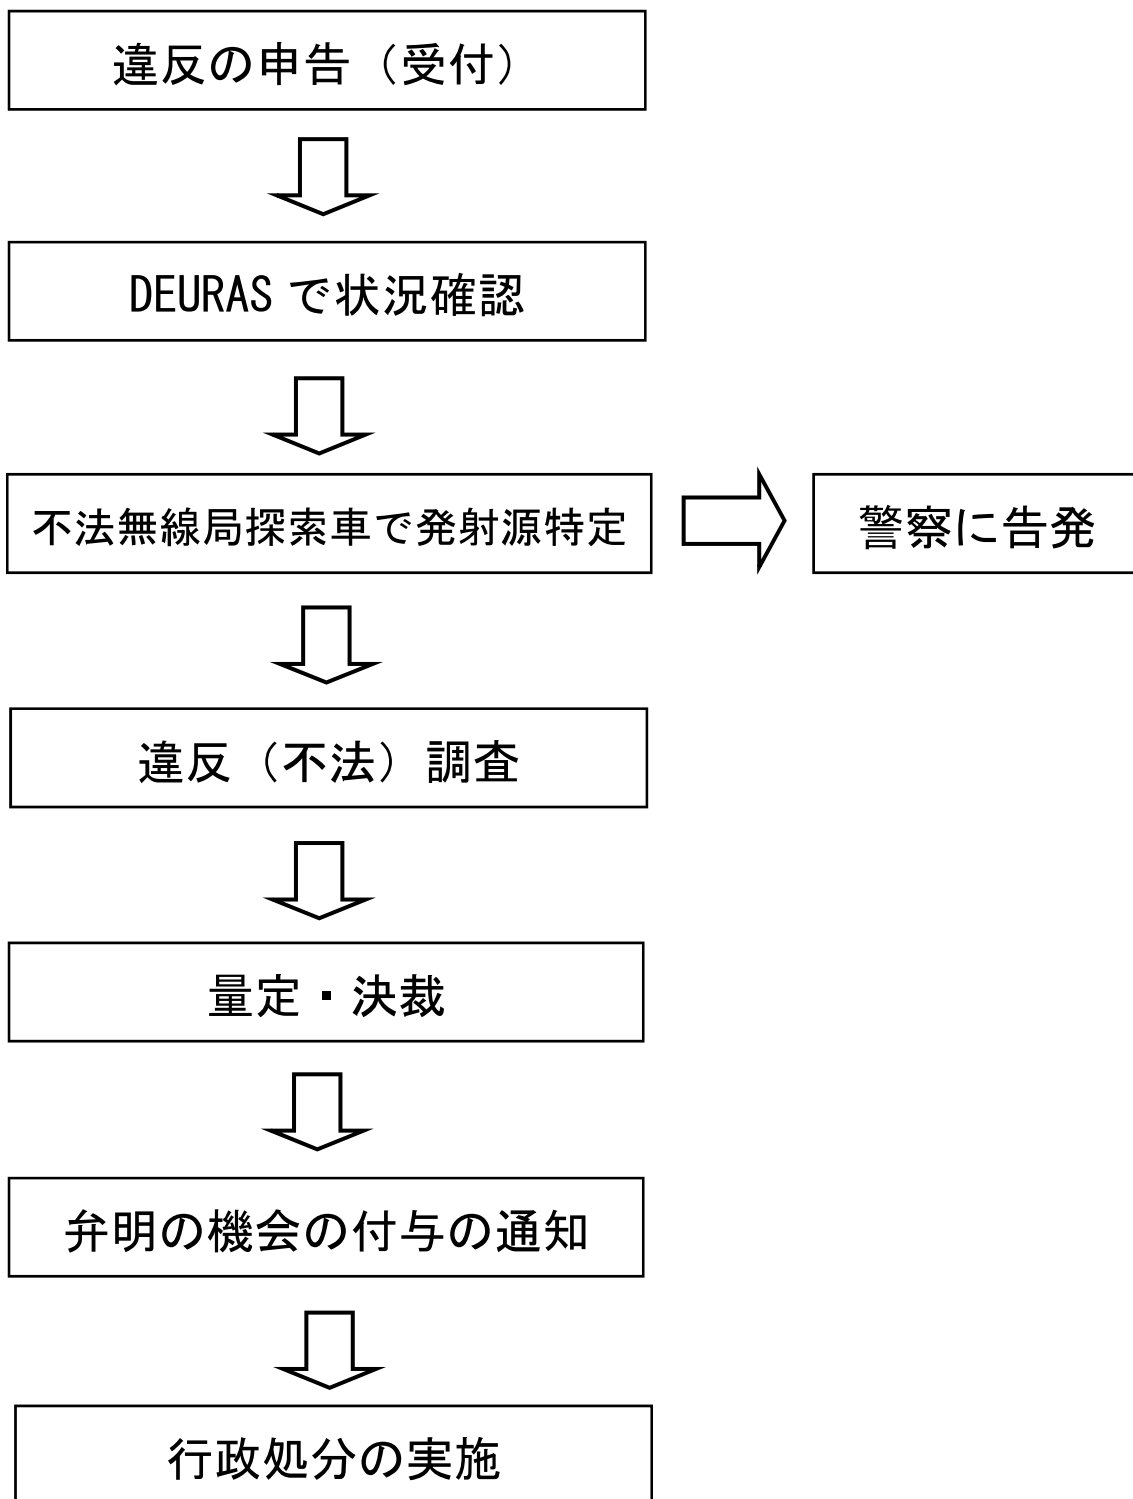 違反の申告（受付）
DEURAS で状況確認
不法無線局探索車で発射源特定
警察に告発
違反（不法）調査
量定・決裁
弁明の機会の付与の通知
行政処分の実施